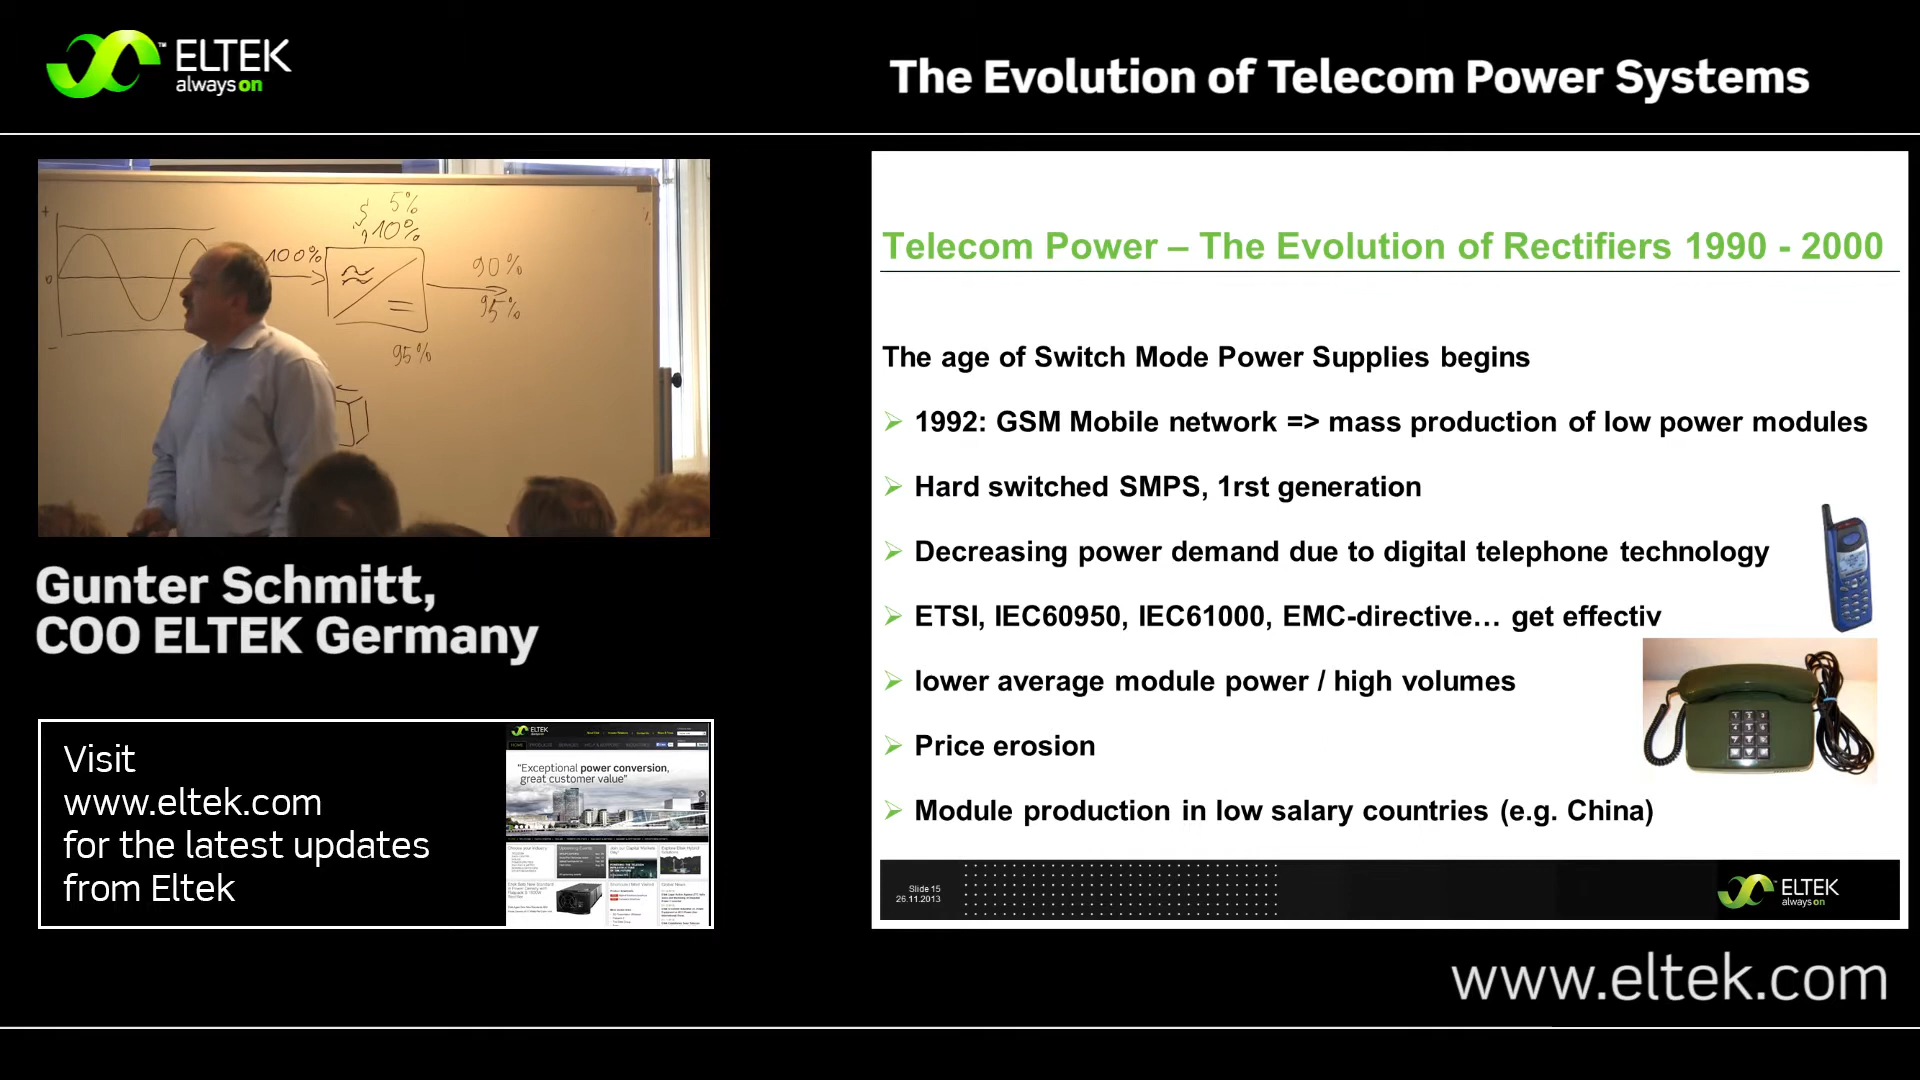 ELTEK
always on
The Evolution of Telecom Power Systems
+
0
-
100%
5%
10%
90%
95%
95%
Gunter Schmitt,
COO ELTEK Germany
Visit
www.eltek.com
for the latest updates
from Eltek
ELTEK
"Exceptional power conversion,
great customer value"
Telecom Power – The Evolution of Rectifiers 1990 - 2000
The age of Switch Mode Power Supplies begins
1992: GSM Mobile network => mass production of low power modules
Hard switched SMPS, 1rst generation
Decreasing power demand due to digital telephone technology
ETSI, IEC60950, IEC61000, EMC-directive… get effectiv
lower average module power / high volumes
Price erosion
Module production in low salary countries (e.g. China)
Slide 15
26.11.2013
ELTEK
always on
www.eltek.com